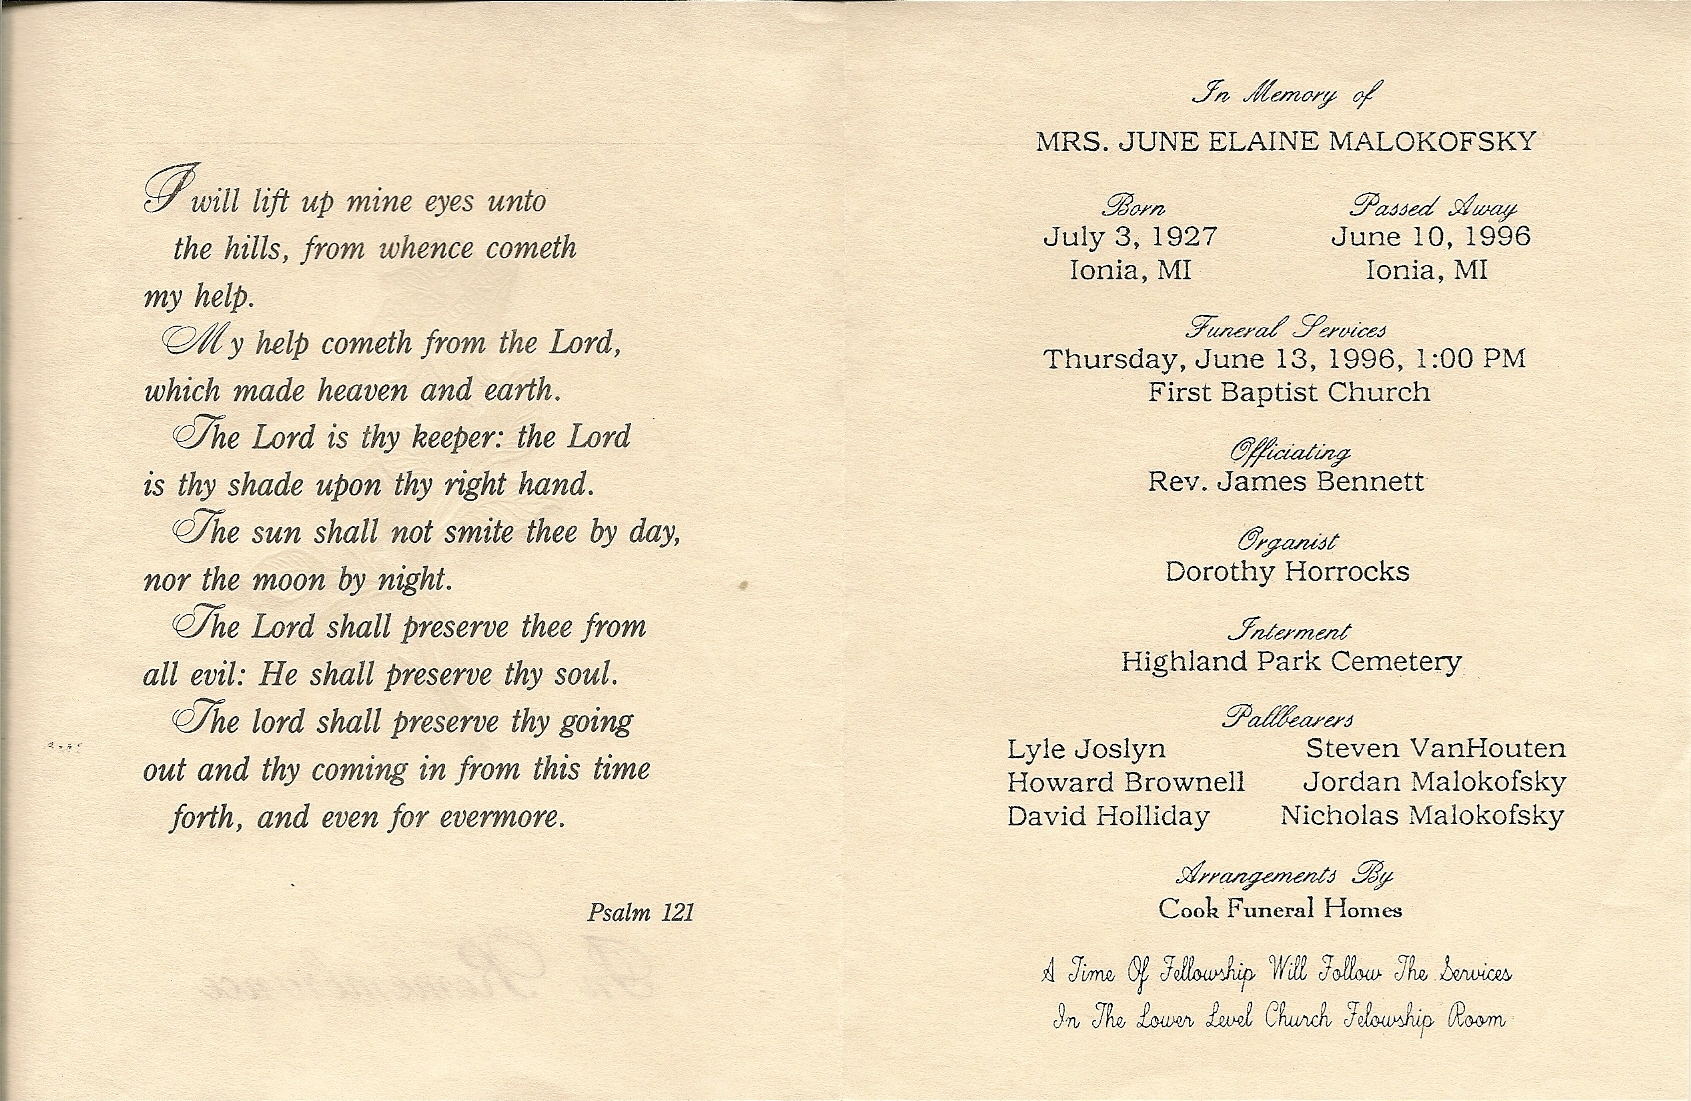 I will lift up mine eyes unto
the hills, from whence cometh
my help.
My help cometh from the Lord,
which made heaven and earth.
The Lord is thy keeper: the Lord
is thy shade upon thy right hand.
The sun shall not smite thee by day,
nor the moon by night.
The Lord shall preserve thee from
all evil: He shall preserve thy soul.
The lord shall preserve thy going
out and thy coming in from this time
forth, and even for evermore.
Psalm 121
In Memory of
MRS. JUNE ELAINE MALOKOFSKY
Born Passed Away
July 3, 1927 June 10, 1996
Ionia, MI Ionia, MI
Funeral Services
Thursday, June 13, 1996, 1:00 PM
First Baptist Church
Officiating
Rev. James Bennett
Organist
Dorothy Horrocks
Interment
Highland Park Cemetery
Pallbearers
Lyle Joslyn Steven VanHouten
Howard Brownell Jordan Malokofsky
David Holliday Nicholas Malokofsky
Arrangements By
Cook Funeral Homes
A Time Of Fellowship Will Follow The Services
In The Lower Level Church Felowship Room